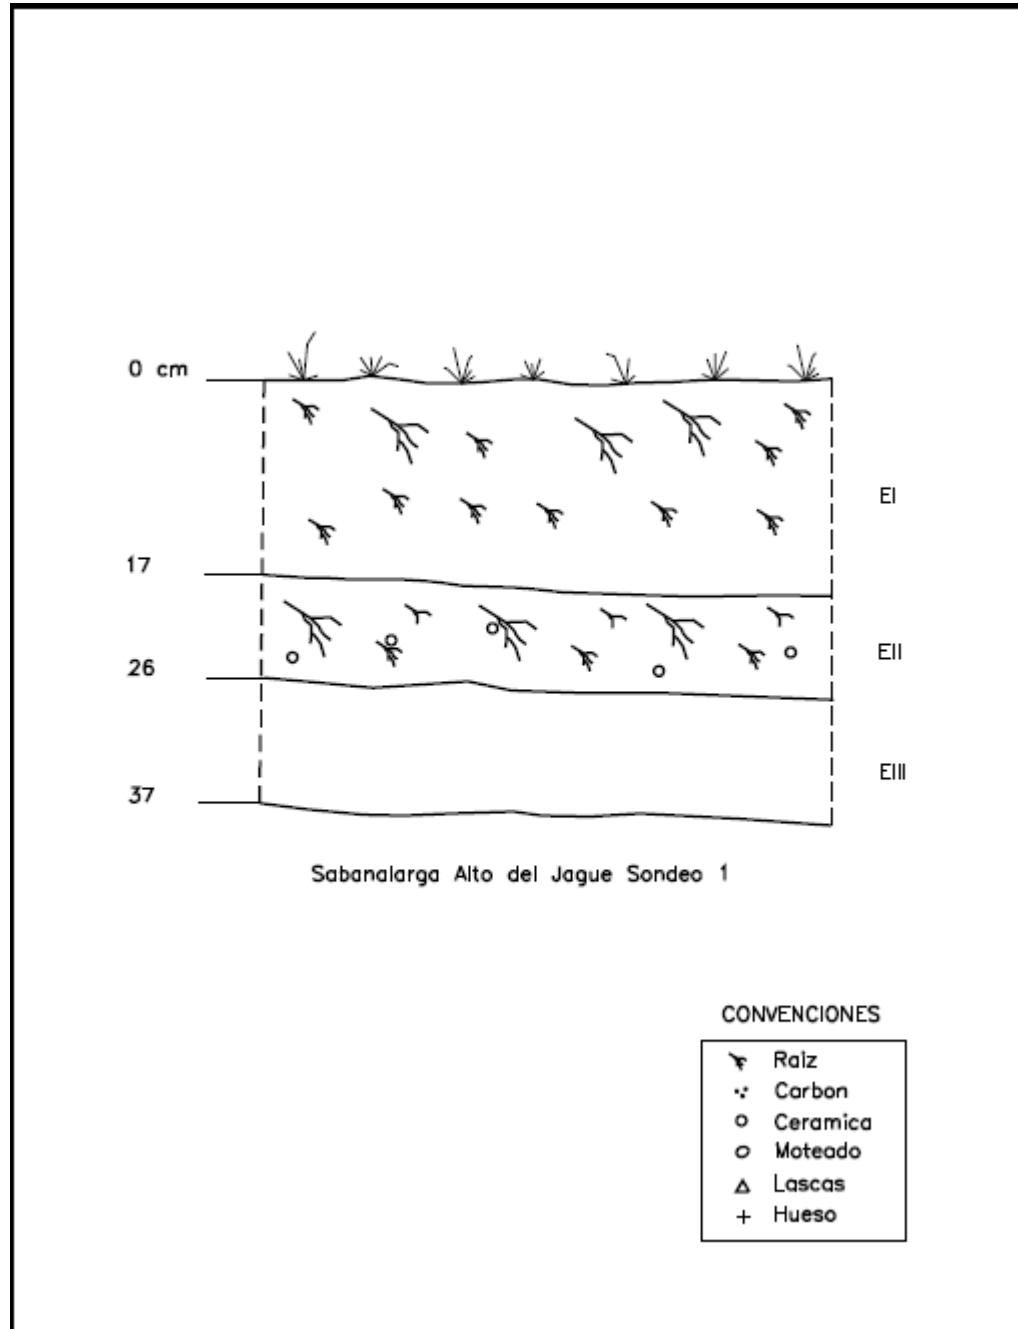 0 cm
EI
17
EII
26
EIII
37
Sabanalarga Alto del Jague Sondeo 1
CONVENCIONES
Raiz
Carbon
Ceramica
Moteado
Lascas
Hueso